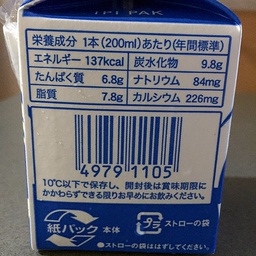 TPI PAK
栄養成分 1本(200ml)あたり(年間標準)
エネルギー 137kcal 炭水化物 9.8g
たんぱく質 6.8g ナトリウム 84mg
脂質 7.8g カルシウム 226mg
4979 1105
10℃以下で保存し、開封後は賞味期限に
かかわらずできる限りお早めにお飲みください。
紙パック 本体
プラ
ストローの袋
●ストローの袋ははずしてください。